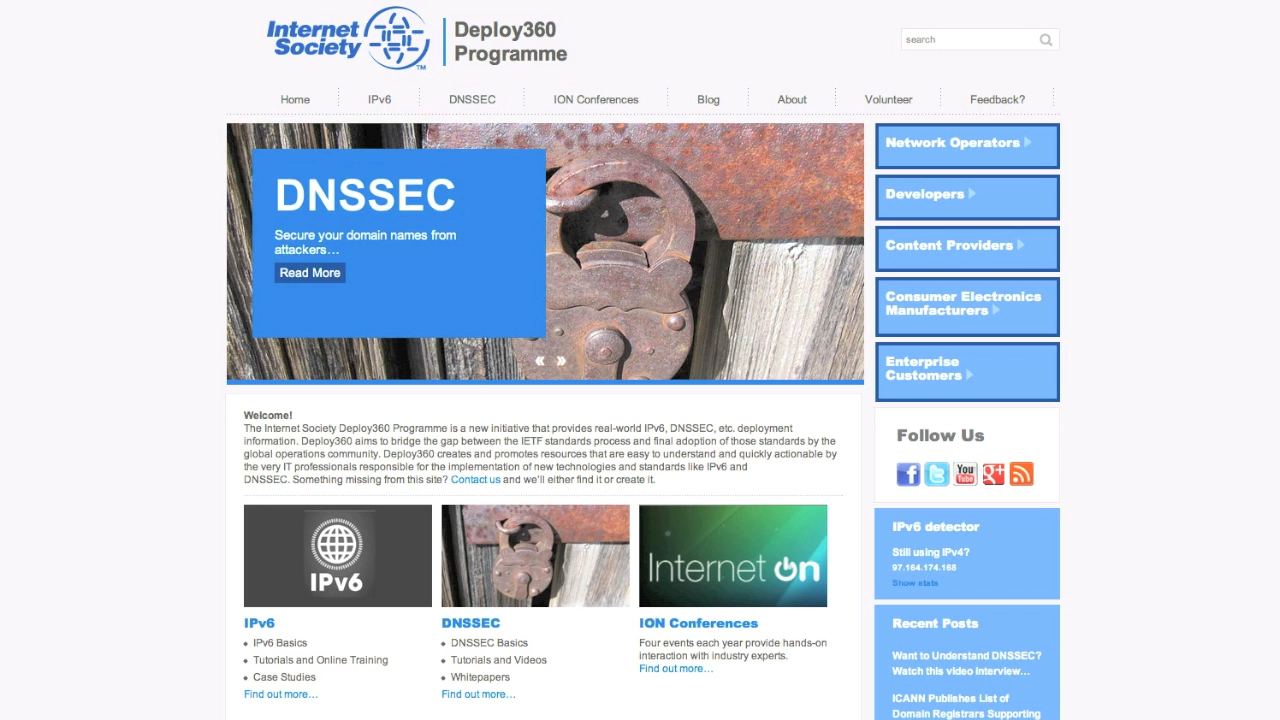 Internet
Society
TM
Deploy360
Programme
search
Home
IPv6
DNSSEC
ION Conferences
Blog
About
Volunteer
Feedback?
DNSSEC
Secure your domain names from
attackers…
Read More
« »
Network Operators
Developers
Content Providers
Consumer Electronics
Manufacturers
Enterprise
Customers
Follow Us
f
t
You
Tube
g+
Welcome!
The Internet Society Deploy360 Programme is a new initiative that provides real-world IPv6, DNSSEC, etc. deployment
information. Deploy360 aims to bridge the gap between the IETF standards process and final adoption of those standards by the
global operations community. Deploy360 creates and promotes resources that are easy to understand and quickly actionable by
the very IT professionals responsible for the implementation of new technologies and standards like IPv6 and
DNSSEC. Something missing from this site? Contact us and we'll either find it or create it.
IPv6
IPv6
IPv6 Basics
Tutorials and Online Training
Case Studies
Find out more…
DNSSEC
DNSSEC Basics
Tutorials and Videos
Whitepapers
Find out more…
Internet On
ION Conferences
Four events each year provide hands-on
interaction with industry experts.
Find out more…
IPv6 detector
Still using IPv4?
97.164.174.168
Show stats
Recent Posts
Want to Understand DNSSEC?
Watch this video Interview…
ICANN Publishes List of
Domain Registrars Supporting